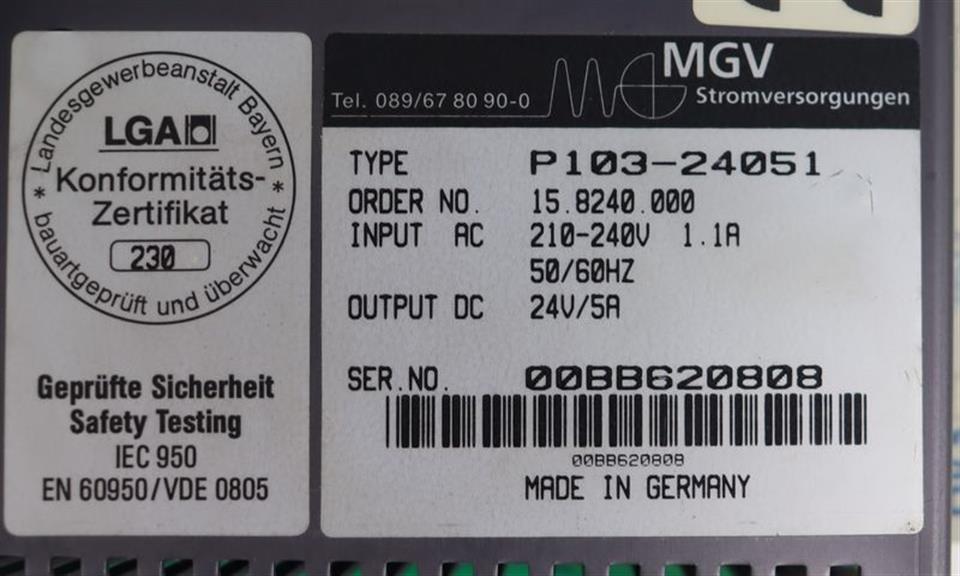 * Landesgewerbeanstalt Bayern *
LGA
Konformitäts-
Zertifikat
230
bauartgeprüft und überwacht
Geprüfte Sicherheit
Safety Testing
IEC 950
EN 60950/VDE 0805
MGV
Tel. 089/67 80 90-0
Stromversorgungen
TYPE P103-24051
ORDER NO. 15.8240.000
INPUT AC 210-240V 1.1A
50/60HZ
OUTPUT DC 24V/5A
SER.NO. 00BB620808
00BB620808
MADE IN GERMANY